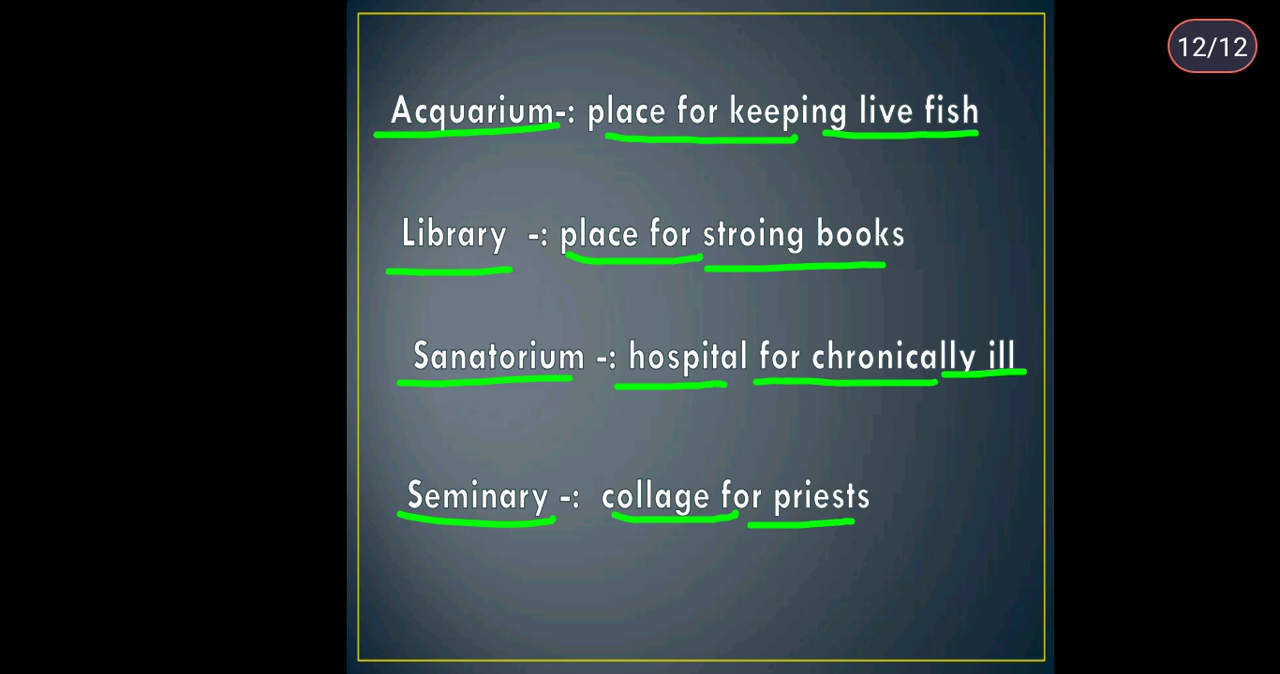 12/12
Acquarium-: place for keeping live fish
Library -: place for stroing books
Sanatorium -: hospital for chronically ill
Seminary -: collage for priests